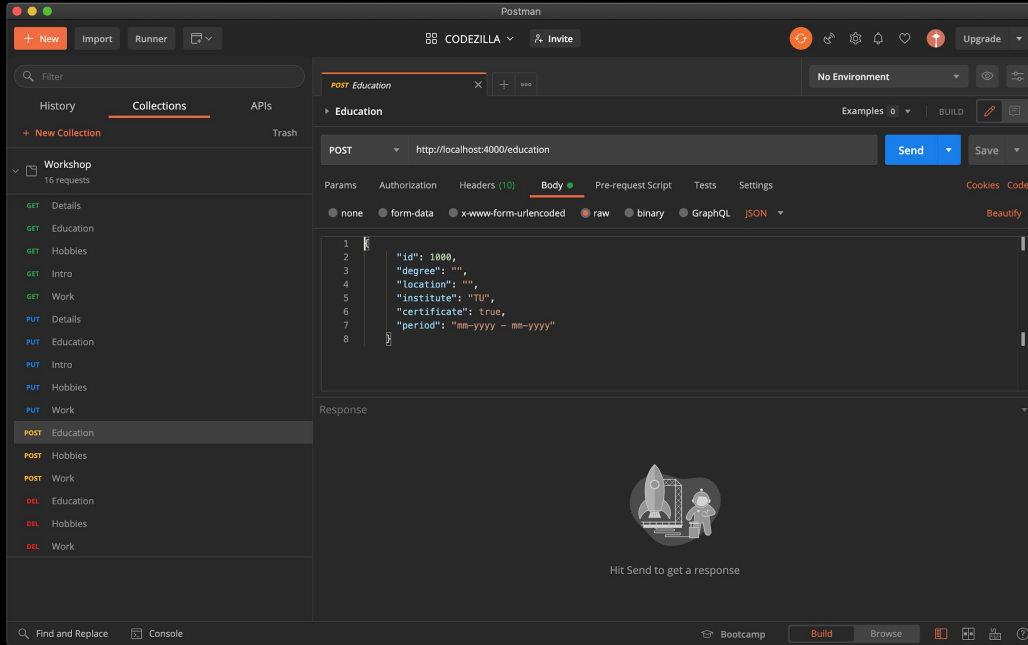 Postman
+ New Import Runner CODEZILLA Invite Upgrade
Filter
History Collections APIs
+ New Collection Trash
Workshop
16 requests
GET Details
GET Education
GET Hobbies
GET Intro
GET Work
PUT Details
PUT Education
PUT Intro
PUT Hobbies
PUT Work
POST Education
POST Hobbies
POST Work
DEL Education
DEL Hobbies
DEL Work
POST Education No Environment
Education Examples 0 BUILD
POST http://localhost:4000/education Send Save
Params Authorization Headers (10) Body Pre-request Script Tests Settings Cookies Code
none form-data x-www-form-urlencoded raw binary GraphQL JSON Beautify
1 {
2 "id": 1000,
3 "degree": "",
4 "location": "",
5 "institute": "TU",
6 "certificate": true,
7 "period": "mm-yyyy - mm-yyyy"
8 }
Response
Hit Send to get a response
Find and Replace Console Bootcamp Build Browse